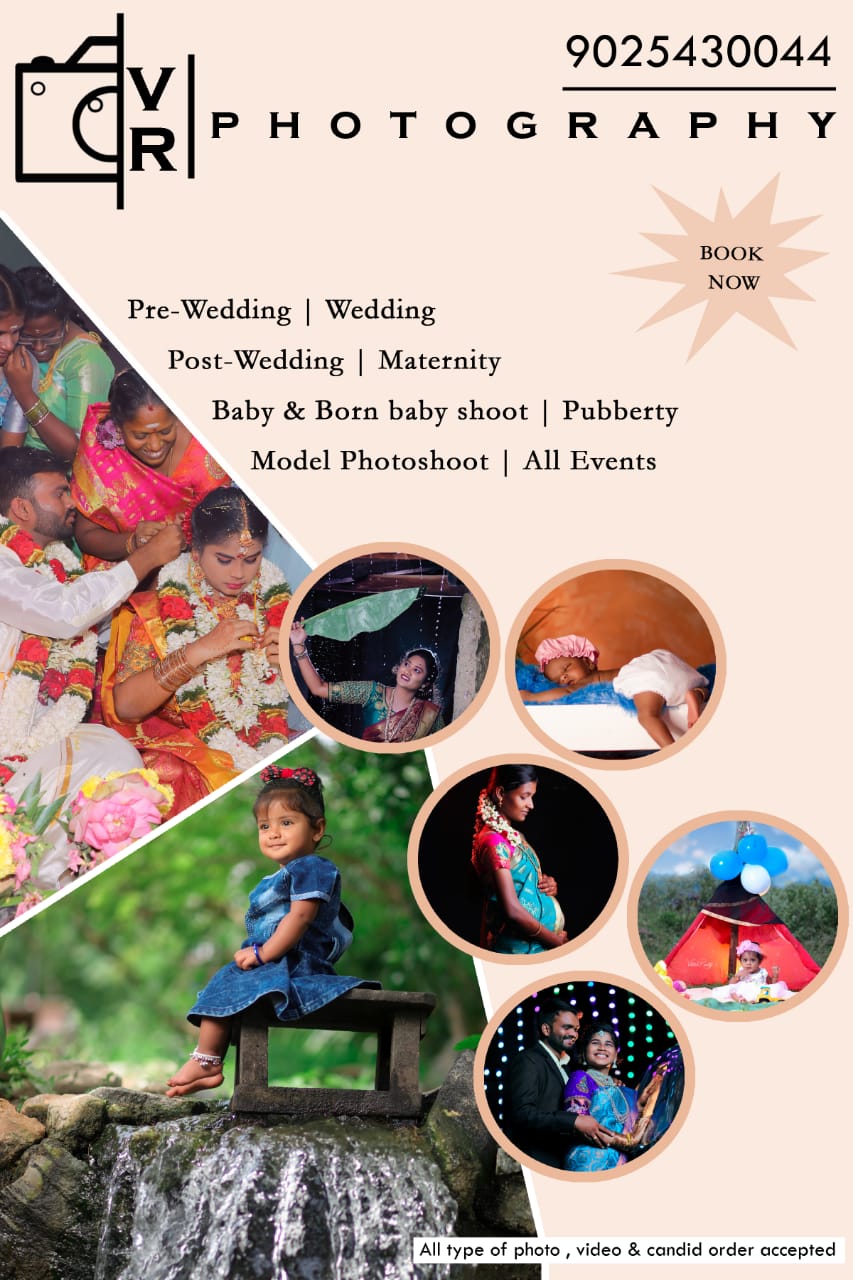 VR
9025430044
PHOTOGRAPHY
BOOK
NOW
Pre-Wedding | Wedding
Post-Wedding | Maternity
Baby & Born baby shoot | Pubberty
Model Photoshoot | All Events
All type of photo , video & candid order accepted